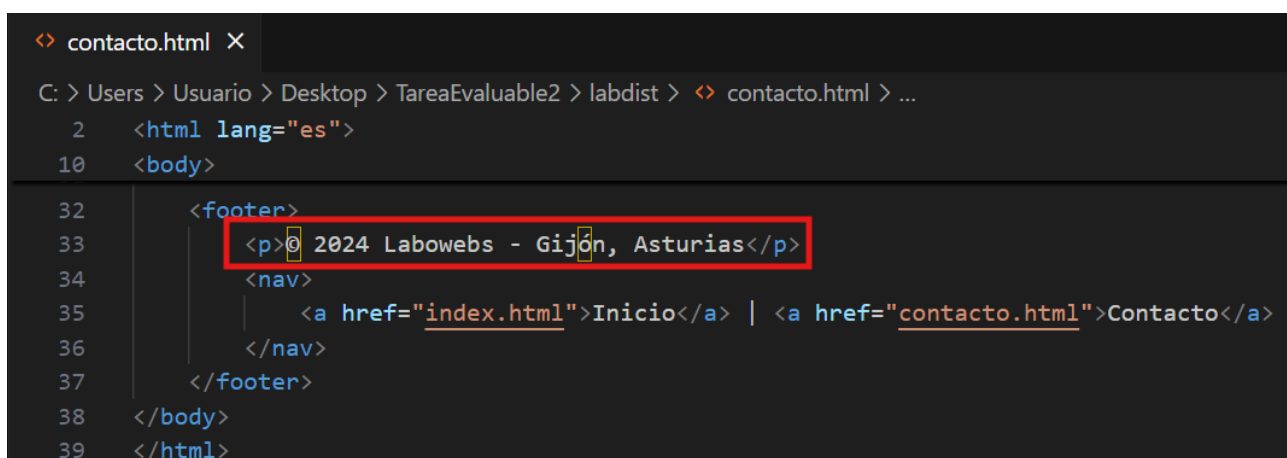 contacto.html ×
C: > Users > Usuario > Desktop > TareaEvaluable2 > labdist > <> contacto.html > ...
2 <html lang="es">
10 <body>
32 <footer>
33 <p>© 2024 Labowebs - Gijón, Asturias</p>
34 <nav>
35 <a href="index.html">Inicio</a> | <a href="contacto.html">Contacto</a>
36 </nav>
37 </footer>
38 </body>
39 </html>